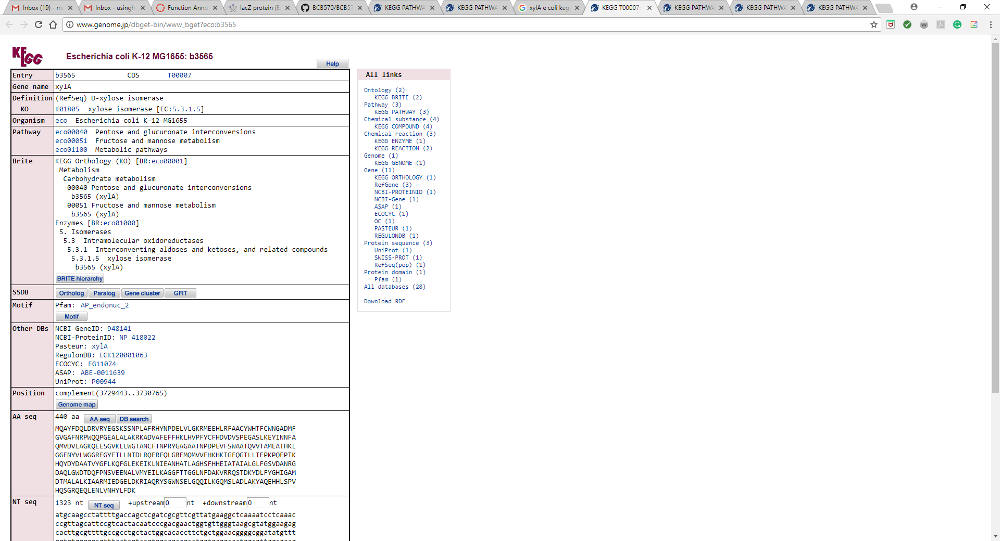 Inbox (19) - m
Inbox - usingh
Function Anno
lacZ protein (E
BCB570/BCB57
KEGG PATHWA
KEGG PATHWA
xylA e coli keg
KEGG T00007:
KEGG PATHWA
KEGG PATHWA
KEGG PATHWA
www.genome.jp/dbget-bin/www_bget?eco:b3565
KEGG
Escherichia coli K-12 MG1655: b3565
Help
Entry b3565 CDS T00007
Gene name xylA
Definition (RefSeq) D-xylose isomerase
KO K01805 xylose isomerase [EC:5.3.1.5]
Organism eco Escherichia coli K-12 MG1655
Pathway eco00040 Pentose and glucuronate interconversions
eco00051 Fructose and mannose metabolism
eco01100 Metabolic pathways
Brite KEGG Orthology (KO) [BR:eco00001]
Metabolism
Carbohydrate metabolism
00040 Pentose and glucuronate interconversions
b3565 (xylA)
00051 Fructose and mannose metabolism
b3565 (xylA)
Enzymes [BR:eco01000]
5. Isomerases
5.3 Intramolecular oxidoreductases
5.3.1 Interconverting aldoses and ketoses, and related compounds
5.3.1.5 xylose isomerase
b3565 (xylA)
BRITE hierarchy
SSDB Ortholog Paralog Gene cluster GFIT
Motif Pfam: AP_endonuc_2
Motif
Other DBs NCBI-GeneID: 948141
NCBI-ProteinID: NP_418022
Pasteur: xylA
RegulonDB: ECK120001063
ECOCYC: EG11074
ASAP: ABE-0011639
UniProt: P00944
Position complement(3729443..3730765)
Genome map
AA seq 440 aa AA seq DB search
MQAYFDQLDRVRYEGSKSSNPLAFRHYNPDELVLGKRMEEHLRFAACYWHTFCWNGADMF
GVGAFNRPWQQPGEALALAKRKADVAFEFFHKLHVPFYCFHDVDVSPEGASLKEYINNFA
QMVDVLAGKQEESGVKLLWGTANCFTNPRYGAGAATNPDPEVFSWAATQVVTAMEATHKL
GGENYVLWGGREGYETLLNTDLRQEREQLGRFMQMVVEHKHKIGFQGTLLIEPKPQEPTK
HQYDYDAATVYGFLKQFGLEKEIKLNIEANHATLAGHSFHHEIATAIALGLFGSVDANRG
DAQLGWDTDQFPNSVEENALVMYEILKAGGFTTGGLNFDAKVRRQSTDKYDLFYGHIGAM
DTMALALKIAARMIEDGELDKRIAQRYSGWNSELGQQILKGQMSLADLAKYAQEHHLSPV
HQSGRQEQLENLVNHYLFDK
NT seq 1323 nt NT seq +upstream 0 nt +downstream 0 nt
atgcaagcctattttgaccagctcgatcgcgttcgttatgaaggctcaaaatcctcaaac
ccgttagcattccgtcactacaatcccgacgaactggtgttgggtaagcgtatggaagag
cacttgcgttttgccgcctgctactggcacaccttctgctggaacggggcggatatgttt
All links
Ontology (2)
KEGG BRITE (2)
Pathway (3)
KEGG PATHWAY (3)
Chemical substance (4)
KEGG COMPOUND (4)
Chemical reaction (3)
KEGG ENZYME (1)
KEGG REACTION (2)
Genome (1)
KEGG GENOME (1)
Gene (11)
KEGG ORTHOLOGY (1)
RefGene (3)
NCBI-PROTEINID (1)
NCBI-Gene (1)
ASAP (1)
ECOCYC (1)
OC (1)
PASTEUR (1)
REGULONDB (1)
Protein sequence (3)
UniProt (1)
SWISS-PROT (1)
RefSeq(pep) (1)
Protein domain (1)
Pfam (1)
All databases (28)
Download RDF